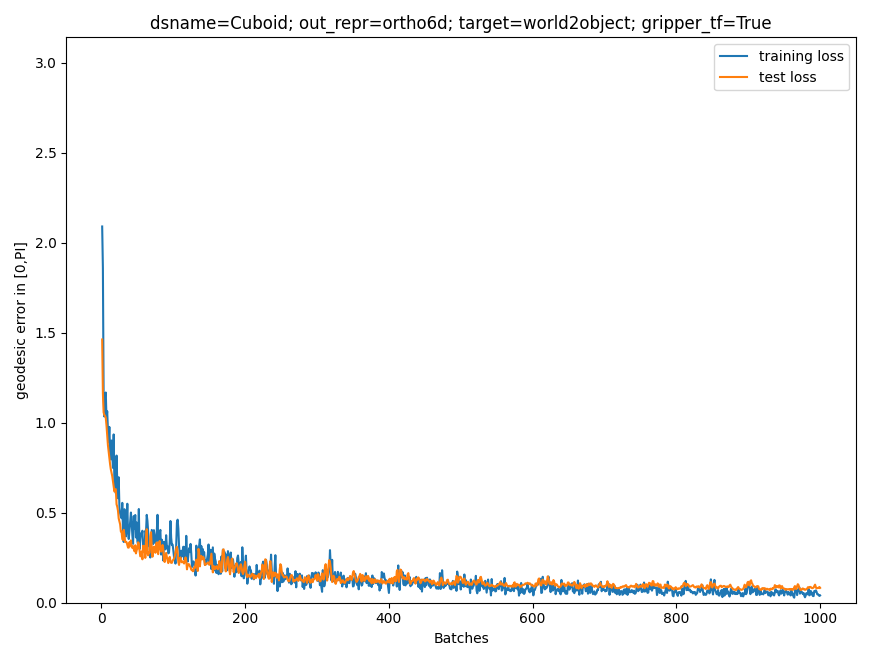 dsname=Cuboid; out_repr=ortho6d; target=world2object; gripper_tf=True
training loss
test loss
geodesic error in [0,PI]
3.0
2.5
2.0
1.5
1.0
0.5
0.0
0 200 400 600 800 1000
Batches